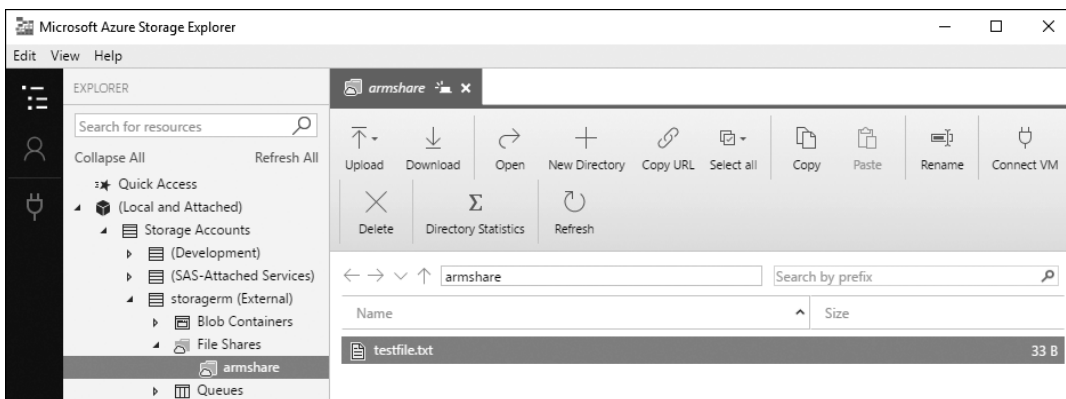 Microsoft Azure Storage Explorer
Edit View Help
EXPLORER
Search for resources
Collapse All Refresh All
Quick Access
(Local and Attached)
Storage Accounts
(Development)
(SAS-Attached Services)
storagerm (External)
Blob Containers
File Shares
armshare
Queues
armshare
Upload Download Open New Directory Copy URL Select all Copy Paste Rename Connect VM
Delete Directory Statistics Refresh
armshare Search by prefix
Name Size
testfile.txt 33 B